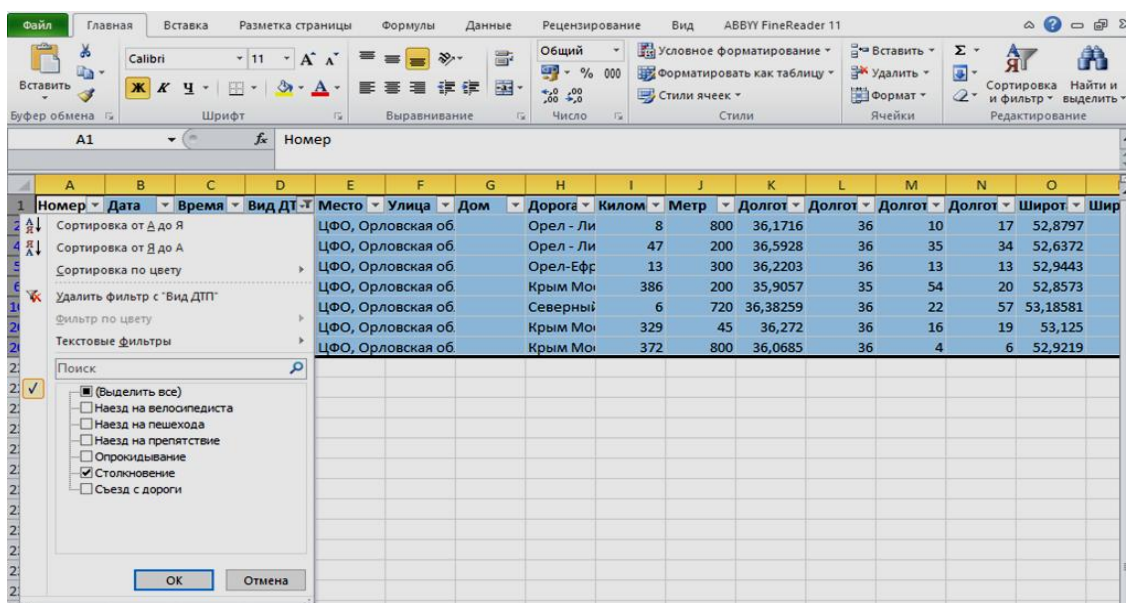 Файл Главная Вставка Разметка страницы Формулы Данные Рецензирование Вид ABBYY FineReader 11
Calibri 11 Общий Условное форматирование Вставить Σ
Вставить Ж К Ч % 000 Форматировать как таблицу Удалить Сортировка и фильтр Найти и выделить
Стили ячеек Формат
Буфер обмена Шрифт Выравнивание Число Стили Ячейки Редактирование
A1 fx Номер
A B C D E F G H I J K L M N O
1 Номер Дата Время Вид ДТ Место Улица Дом Дорога Килом Метр Долгот Долгот Долгот Долгот Широт Шир
ЦФО, Орловская об. Орел - Ли 8 800 36,1716 36 10 17 52,8797
ЦФО, Орловская об. Орел - Ли 47 200 36,5928 36 35 34 52,6372
ЦФО, Орловская об. Орел-Ефр 13 300 36,2203 36 13 13 52,9443
ЦФО, Орловская об. Крым Мо 386 200 35,9057 35 54 20 52,8573
ЦФО, Орловская об. Северный 6 720 36,38259 36 22 57 53,18581
ЦФО, Орловская об. Крым Мо 329 45 36,272 36 16 19 53,125
ЦФО, Орловская об. Крым Мо 372 800 36,0685 36 4 6 52,9219
Сортировка от А до Я
Сортировка от Я до А
Сортировка по цвету
Удалить фильтр с "Вид ДТП"
Фильтр по цвету
Текстовые фильтры
Поиск
(Выделить все)
Наезд на велосипедиста
Наезд на пешехода
Наезд на препятствие
Опрокидывание
Столкновение
Съезд с дороги
ОК Отмена